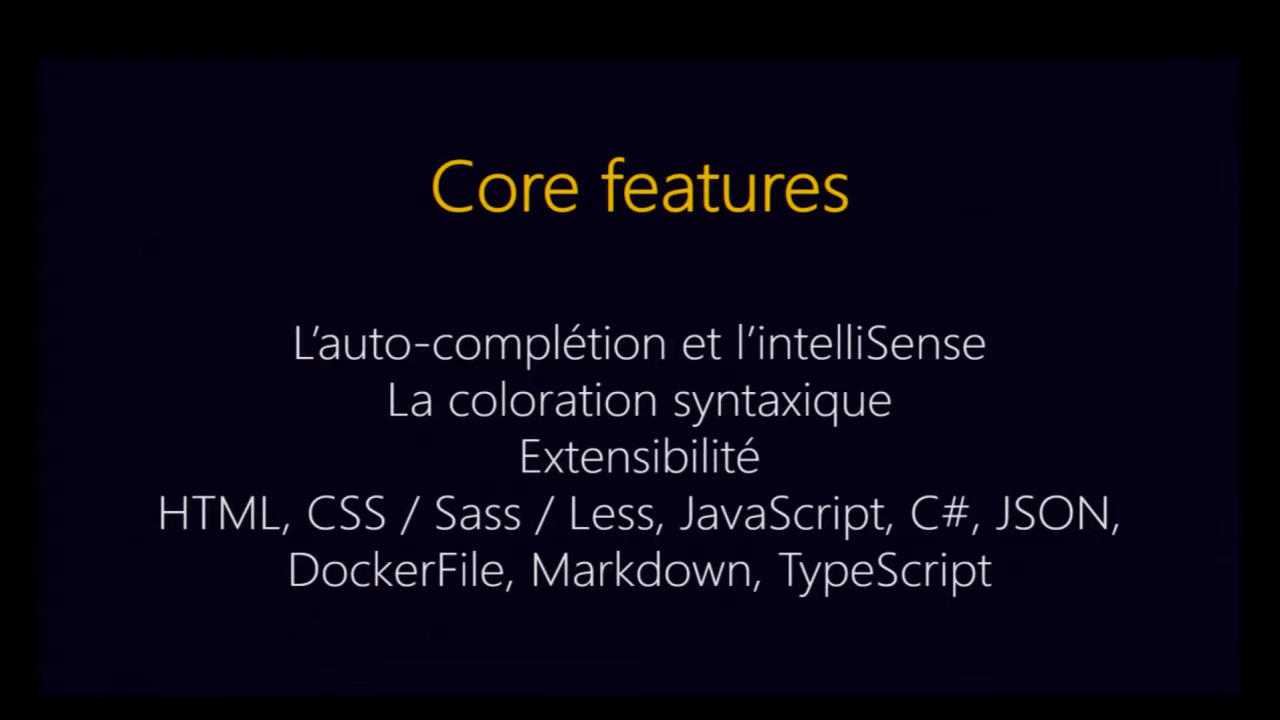 Core features
L’auto-complétion et l’intelliSense
La coloration syntaxique
Extensibilité
HTML, CSS / Sass / Less, JavaScript, C#, JSON,
DockerFile, Markdown, TypeScript